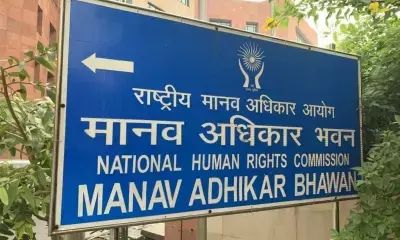 राष्ट्रीय मानव अधिकार आयोग
मानव अधिकार भवन
NATIONAL HUMAN RIGHTS COMMISSION
MANAV ADHIKAR BHAWAN